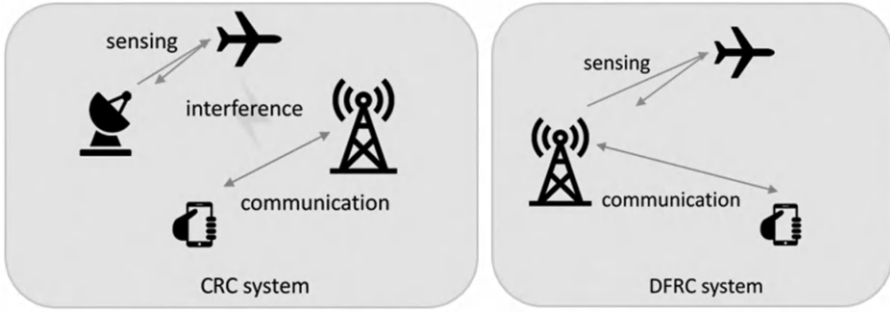 sensing
interference
communication
CRC system
sensing
communication
DFRC system